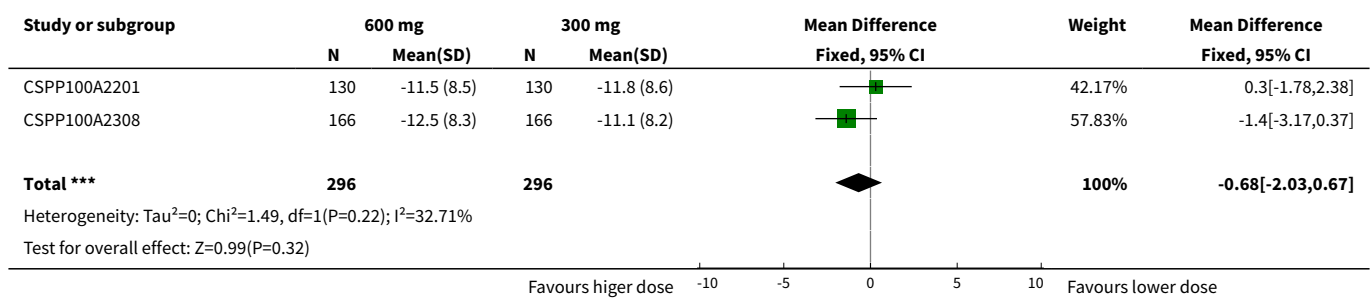 Study or subgroup 600 mg 300 mg Mean Difference Weight Mean Difference
N Mean(SD) N Mean(SD) Fixed, 95% CI Fixed, 95% CI
CSPP100A2201 130 -11.5 (8.5) 130 -11.8 (8.6) 42.17% 0.3[-1.78,2.38]
CSPP100A2308 166 -12.5 (8.3) 166 -11.1 (8.2) 57.83% -1.4[-3.17,0.37]
Total *** 296 296 100% -0.68[-2.03,0.67]
Heterogeneity: Tau²=0; Chi²=1.49, df=1(P=0.22); I²=32.71%
Test for overall effect: Z=0.99(P=0.32)
Favours higer dose -10 -5 0 5 10 Favours lower dose